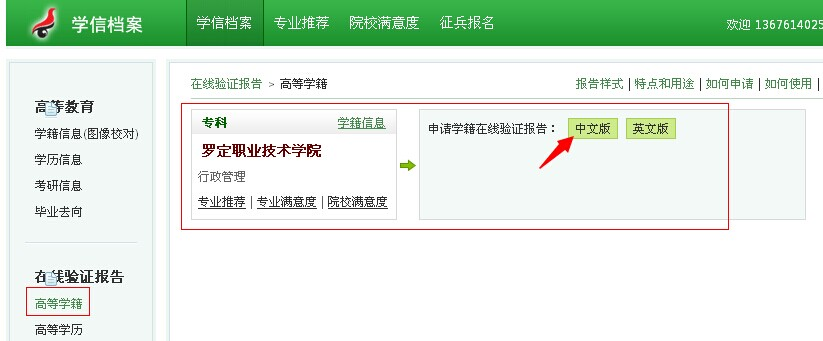 学信档案 学信档案 专业推荐 院校满意度 征兵报名 欢迎 1367614025
在线验证报告 > 高等学籍 报告样式 | 特点和用途 | 如何申请 | 如何使用 |
高等教育
学籍信息(图像校对)
学历信息
考研信息
毕业去向
在线验证报告
高等学籍
高等学历
专科 学籍信息
罗定职业技术学院
行政管理
专业推荐 | 专业满意度 | 院校满意度
申请学籍在线验证报告： 中文版 英文版